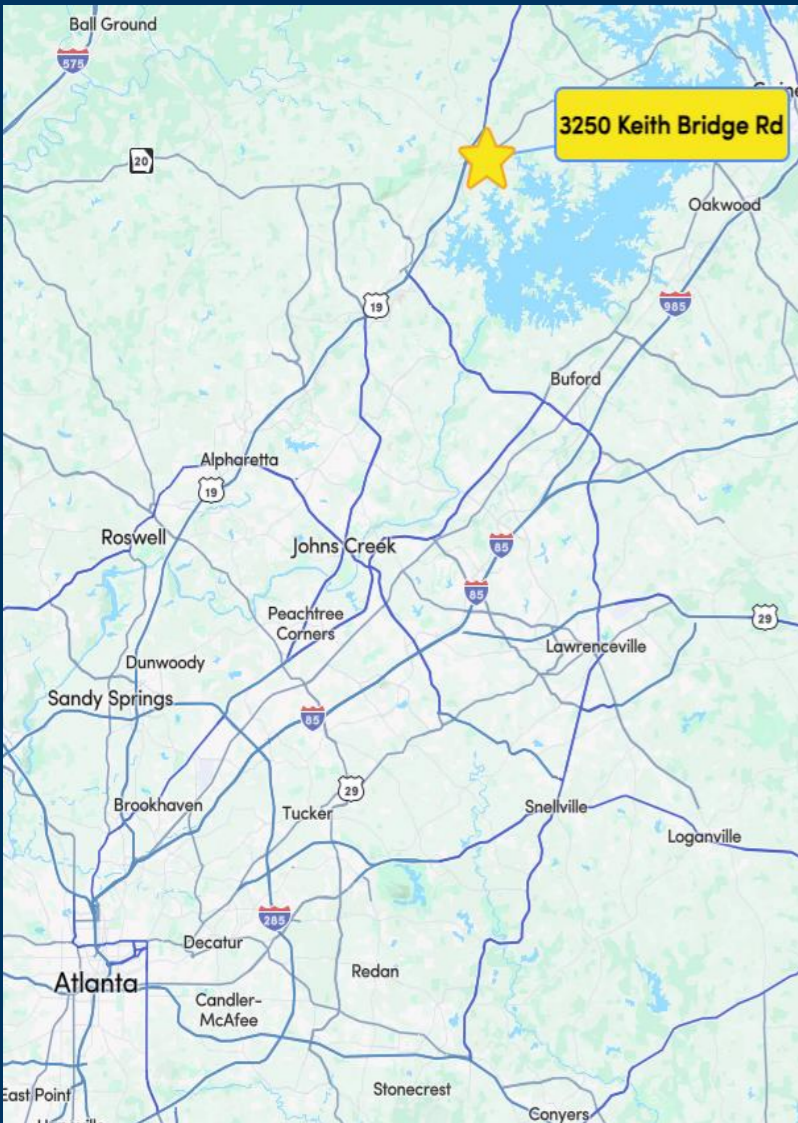 Ball Ground
575
3250 Keith Bridge Rd
20
Oakwood
985
19
Buford
Alpharetta
19
Roswell
Johns Creek
85
85
Peachtree
Corners
29
Lawrenceville
Dunwoody
Sandy Springs
85
29
Brookhaven
Tucker
Snellville
Loganville
285
Decatur
Atlanta
Redan
Candler-
McAfee
Stonecrest
East Point
Conyers